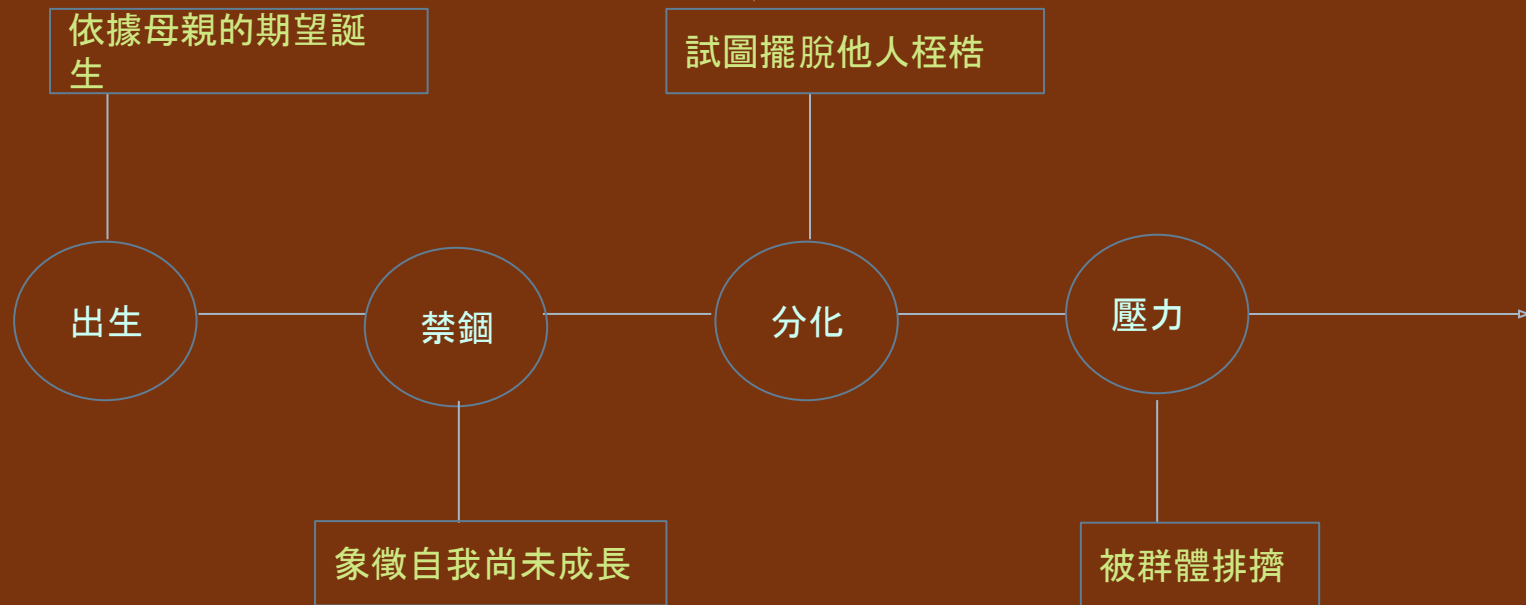 依據母親的期望誕
生
試圖擺脫他人桎梏
出生
禁錮
分化
壓力
象徵自我尚未成長
被群體排擠